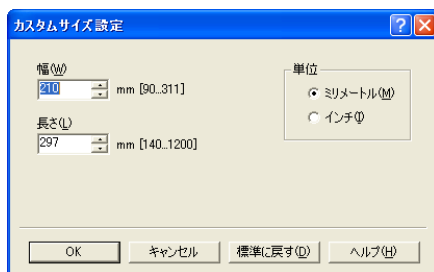 カスタムサイズ設定
幅(W)
210 mm [90..311]
長さ(L)
297 mm [140..1200]
単位
ミリメートル(M)
インチ(I)
OK キャンセル 標準に戻す(D) ヘルプ(H)